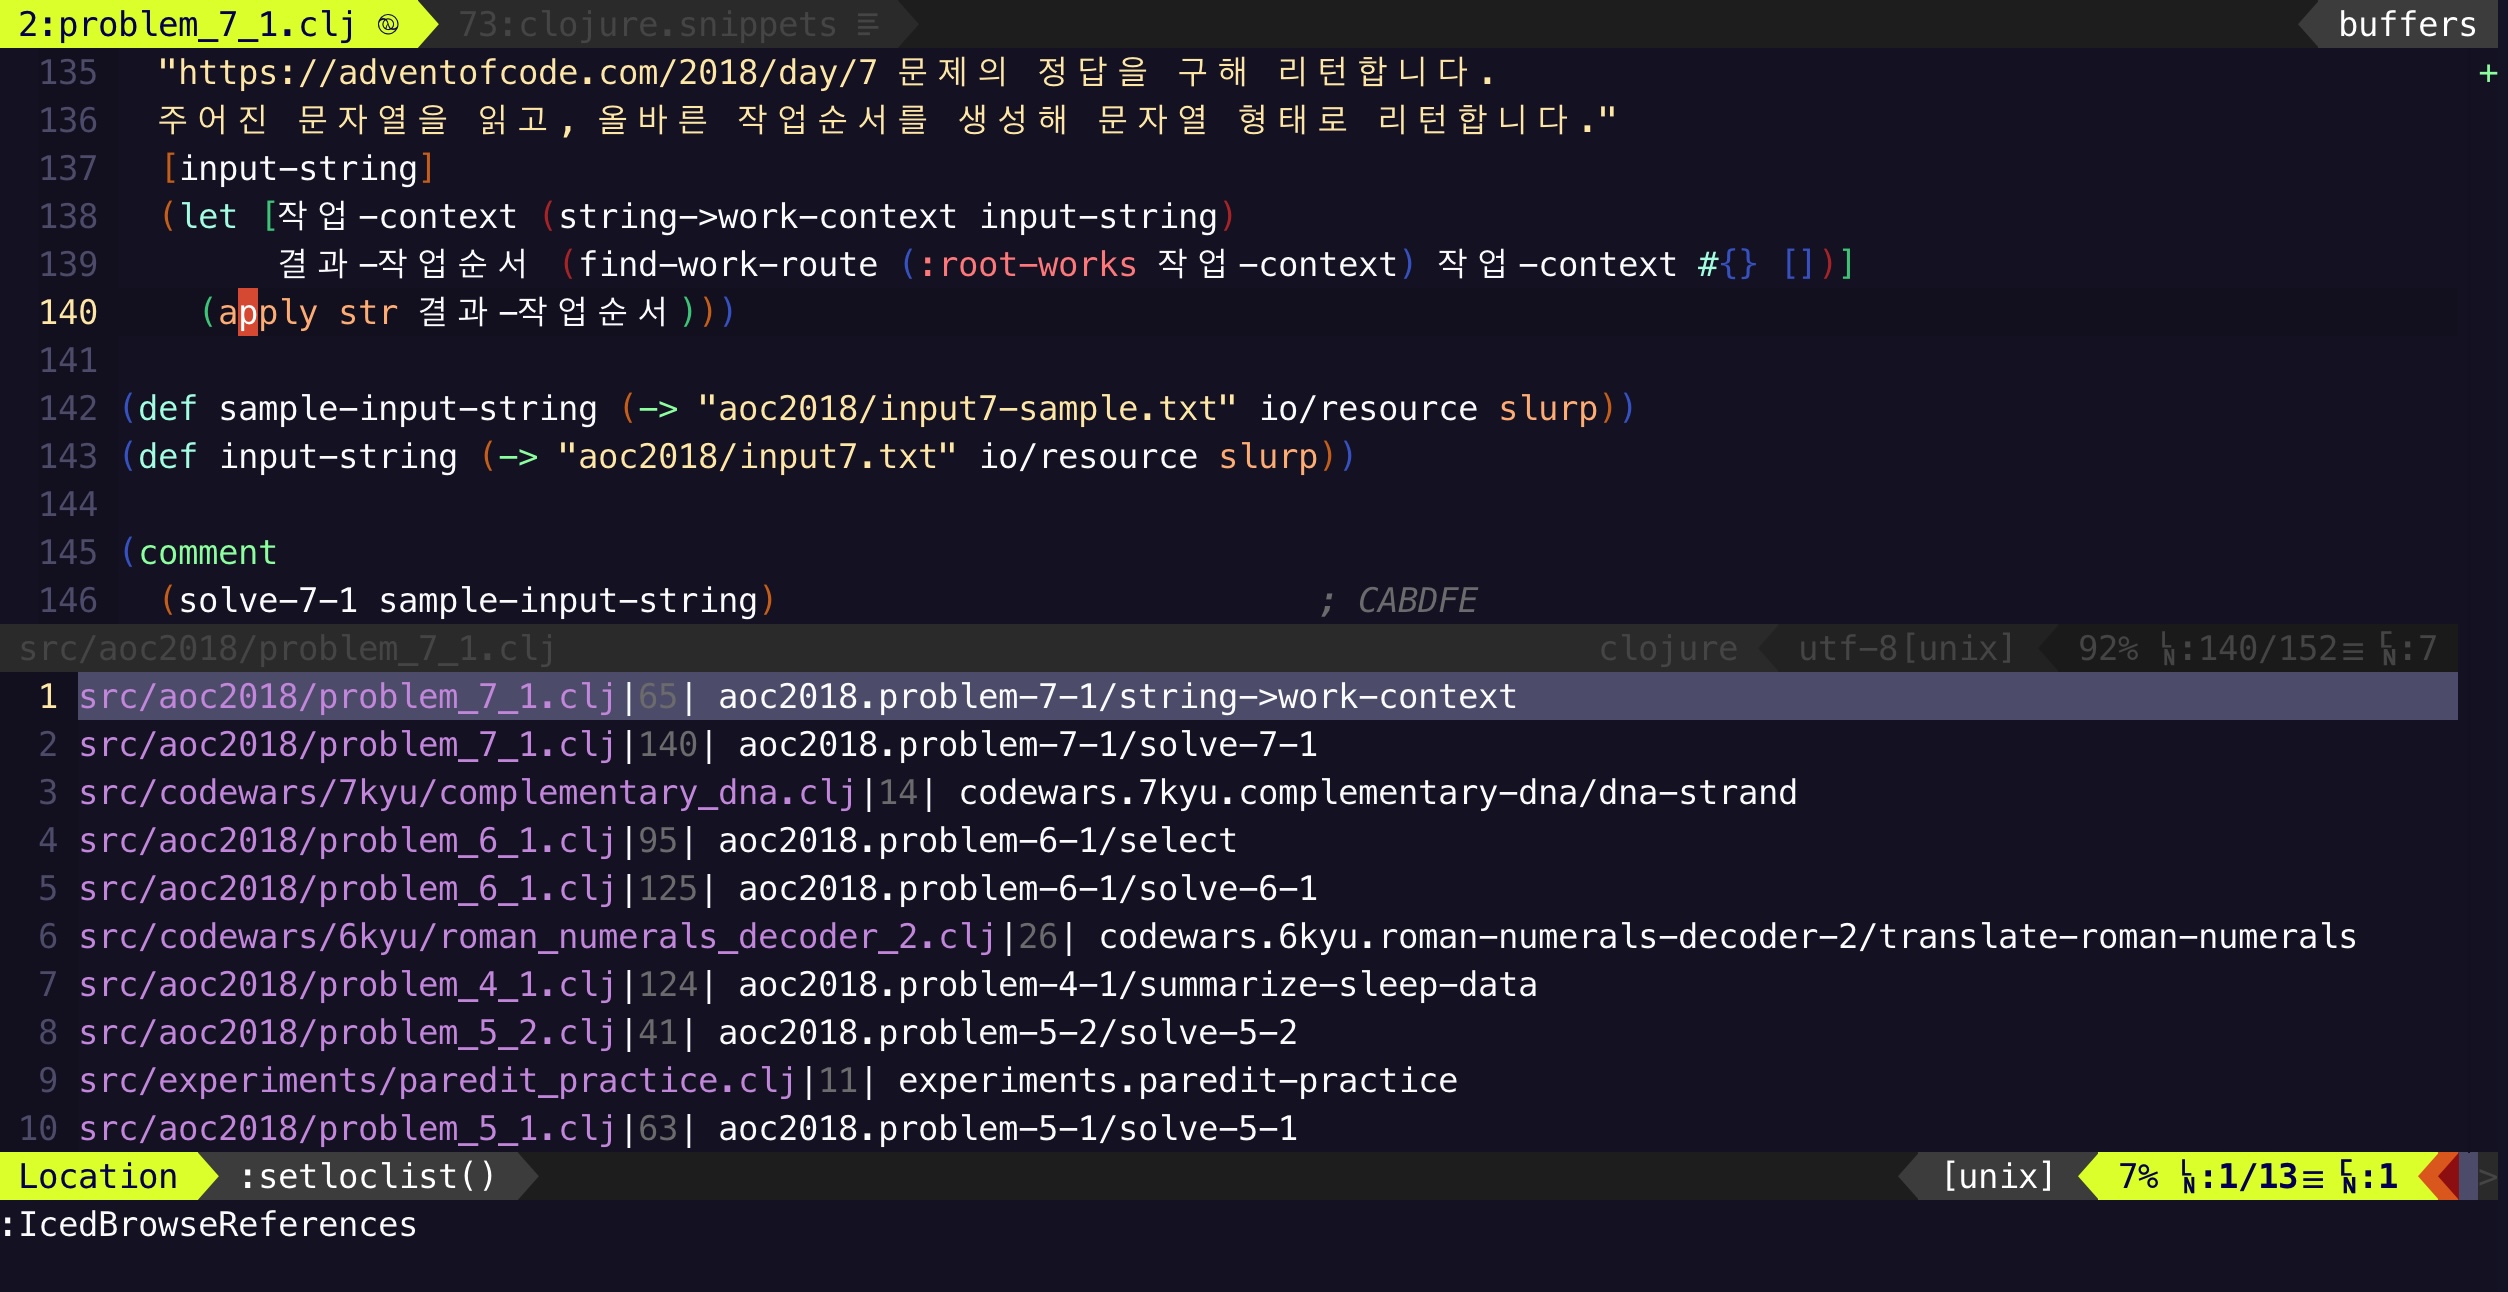 2:problem_7_1.clj 73:clojure.snippets buffers
135 "https://adventofcode.com/2018/day/7 문제의 정답을 구해 리턴합니다. +
136 주어진 문자열을 읽고, 올바른 작업순서를 생성해 문자열 형태로 리턴합니다."
137 [input-string]
138 (let [작업-context (string->work-context input-string)
139 결과-작업순서 (find-work-route (:root-works 작업-context) 작업-context #{} [])]
140 (apply str 결과-작업순서)))
141
142 (def sample-input-string (-> "aoc2018/input7-sample.txt" io/resource slurp))
143 (def input-string (-> "aoc2018/input7.txt" io/resource slurp))
144
145 (comment
146 (solve-7-1 sample-input-string) ; CABDFE
src/aoc2018/problem_7_1.clj clojure utf-8[unix] 92% LN:140/152≡ CN:7
1 src/aoc2018/problem_7_1.clj|65| aoc2018.problem-7-1/string->work-context
2 src/aoc2018/problem_7_1.clj|140| aoc2018.problem-7-1/solve-7-1
3 src/codewars/7kyu/complementary_dna.clj|14| codewars.7kyu.complementary-dna/dna-strand
4 src/aoc2018/problem_6_1.clj|95| aoc2018.problem-6-1/select
5 src/aoc2018/problem_6_1.clj|125| aoc2018.problem-6-1/solve-6-1
6 src/codewars/6kyu/roman_numerals_decoder_2.clj|26| codewars.6kyu.roman-numerals-decoder-2/translate-roman-numerals
7 src/aoc2018/problem_4_1.clj|124| aoc2018.problem-4-1/summarize-sleep-data
8 src/aoc2018/problem_5_2.clj|41| aoc2018.problem-5-2/solve-5-2
9 src/experiments/paredit_practice.clj|11| experiments.paredit-practice
10 src/aoc2018/problem_5_1.clj|63| aoc2018.problem-5-1/solve-5-1
Location :setloclist() [unix] 7% LN:1/13≡ CN:1 >
:IcedBrowseReferences